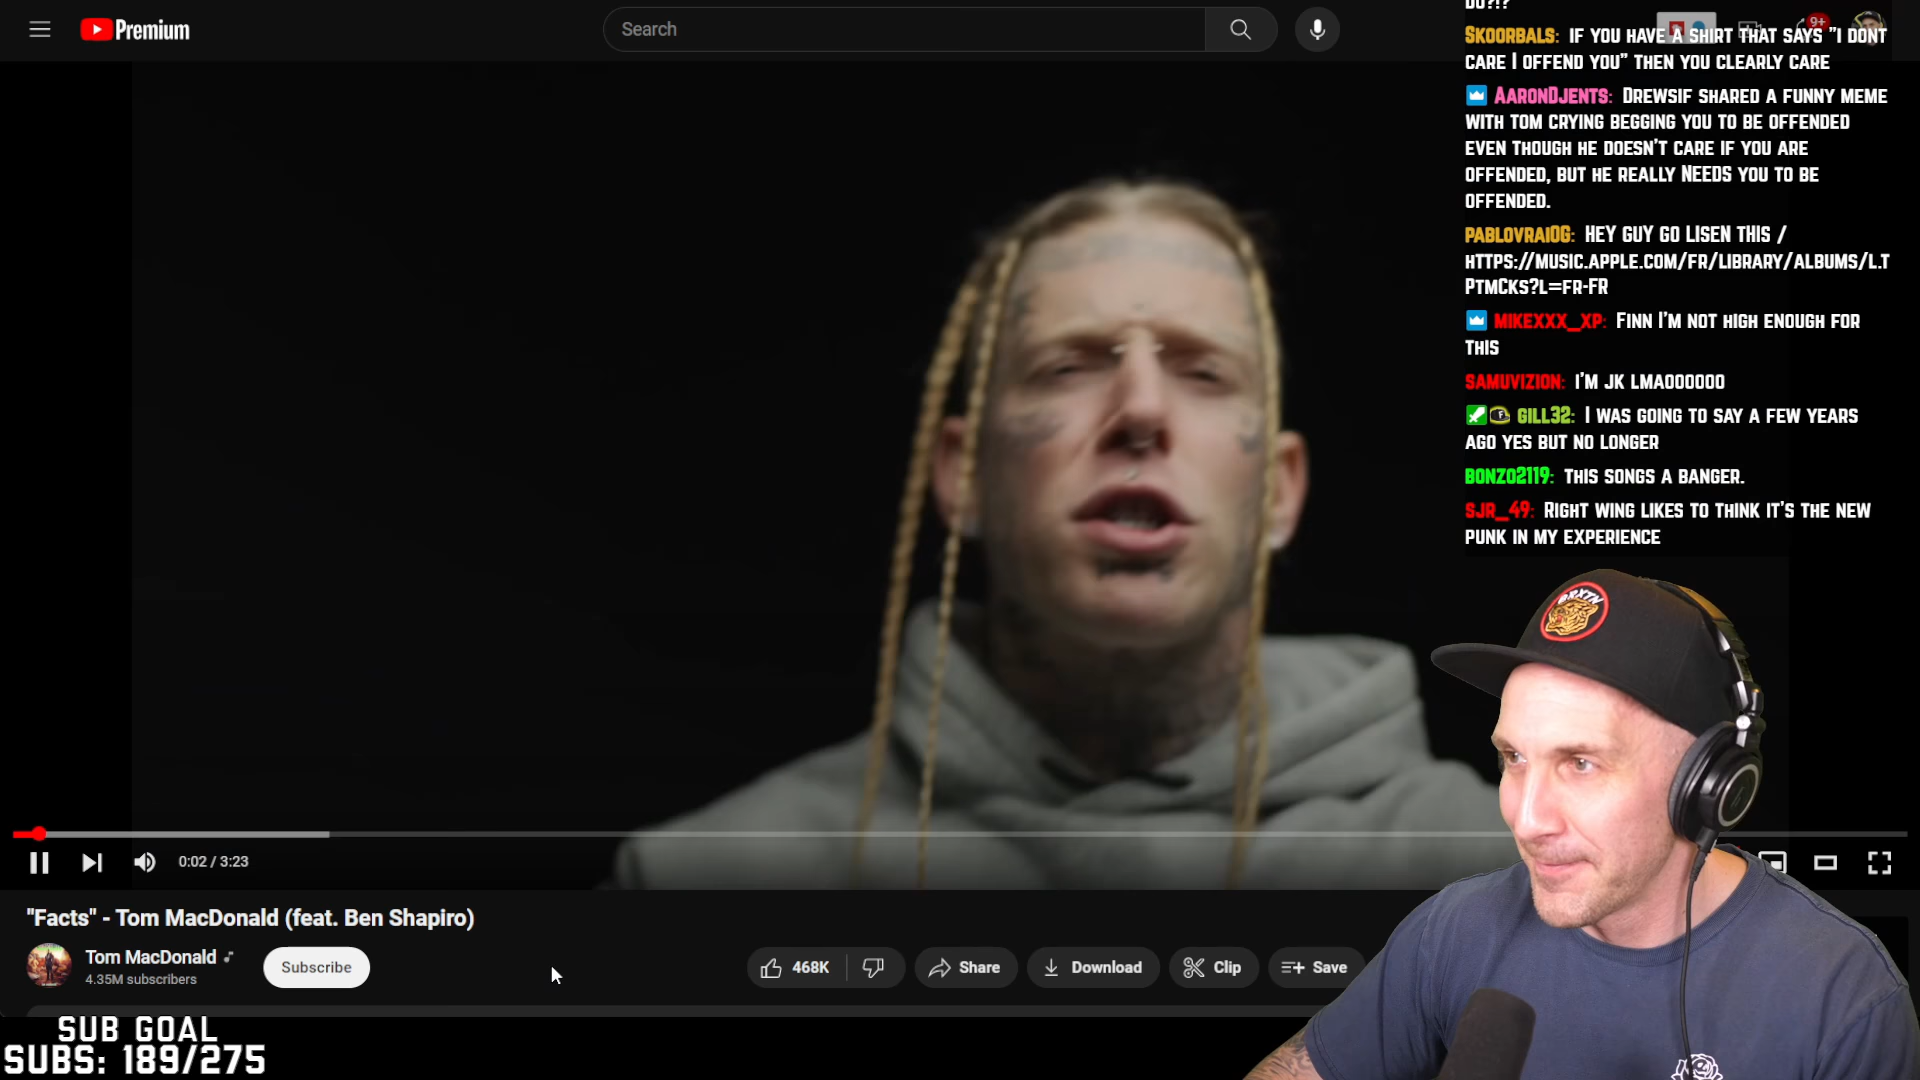 Premium
Search
9+
DO?!?
SKOORBALS: IF YOU HAVE A SHIRT THAT SAYS "I DONT
CARE I OFFEND YOU" THEN YOU CLEARLY CARE
AARONDJENTS: DREWSIF SHARED A FUNNY MEME
WITH TOM CRYING BEGGING YOU TO BE OFFENDED
EVEN THOUGH HE DOESN'T CARE IF YOU ARE
OFFENDED, BUT HE REALLY NEEDS YOU TO BE
OFFENDED.
PABLOVRAIOG: HEY GUY GO LISEN THIS /
HTTPS://MUSIC.APPLE.COM/FR/LIBRARY/ALBUMS/L.T
PTMCKS?L=FR-FR
MIKEXXX_XP: FINN I'M NOT HIGH ENOUGH FOR
THIS
SAMUVIZION: I'M JK LMAOOOOOO
GILL32: I WAS GOING TO SAY A FEW YEARS
AGO YES BUT NO LONGER
BONZO2119: THIS SONGS A BANGER.
SJR_49: RIGHT WING LIKES TO THINK IT'S THE NEW
PUNK IN MY EXPERIENCE
BRXTN
0:02 / 3:23
"Facts" - Tom MacDonald (feat. Ben Shapiro)
Tom MacDonald
4.35M subscribers
Subscribe
468K
Share
Download
Clip
Save
SUB GOAL
SUBS: 189/275